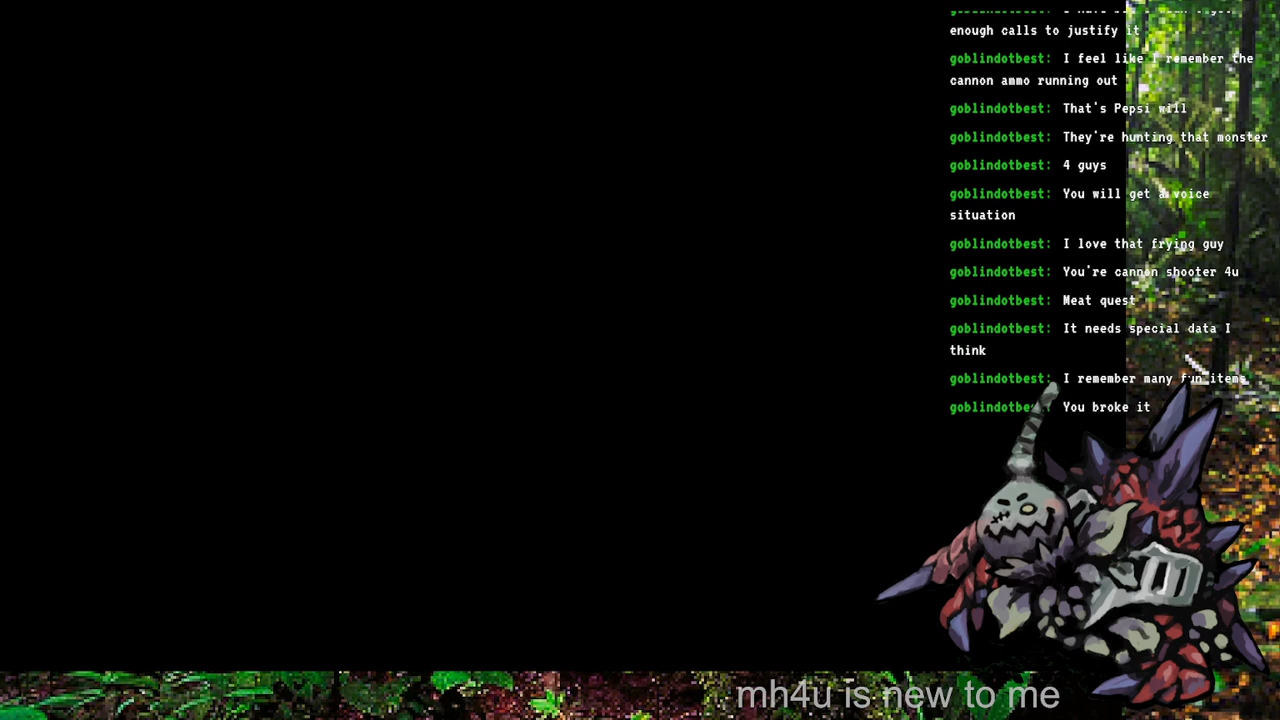 enough calls to justify it
goblindotbest: I feel like I remember the
cannon ammo running out
goblindotbest: That's Pepsi will
goblindotbest: They're hunting that monster
goblindotbest: 4 guys
goblindotbest: You will get a voice
situation
goblindotbest: I love that frying guy
goblindotbest: You're cannon shooter 4u
goblindotbest: Meat quest
goblindotbest: It needs special data I
think
goblindotbest: I remember many fun items
goblindotbest: You broke it
mh4u is new to me